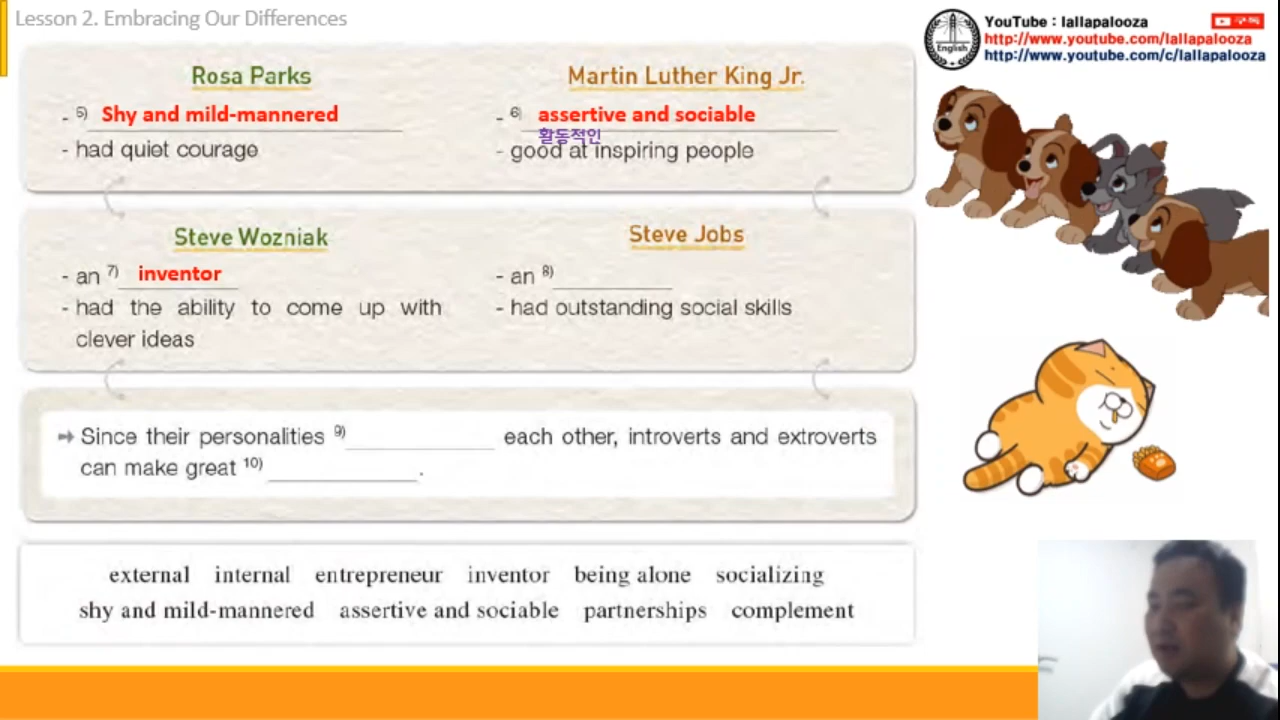 Lesson 2. Embracing Our Differences
YouTube : lallapalooza
구독
http://www.youtube.com/lallapalooza
http://www.youtube.com/c/lallapalooza
English
Rosa Parks
- 5) Shy and mild-mannered
- had quiet courage
Martin Luther King Jr.
- 6) assertive and sociable
활동적인
- good at inspiring people
Steve Wozniak
- an 7) inventor
- had the ability to come up with
clever ideas
Steve Jobs
- an 8)
- had outstanding social skills
➡ Since their personalities 9) each other, introverts and extroverts
can make great 10) .
external internal entrepreneur inventor being alone socializing
shy and mild-mannered assertive and sociable partnerships complement